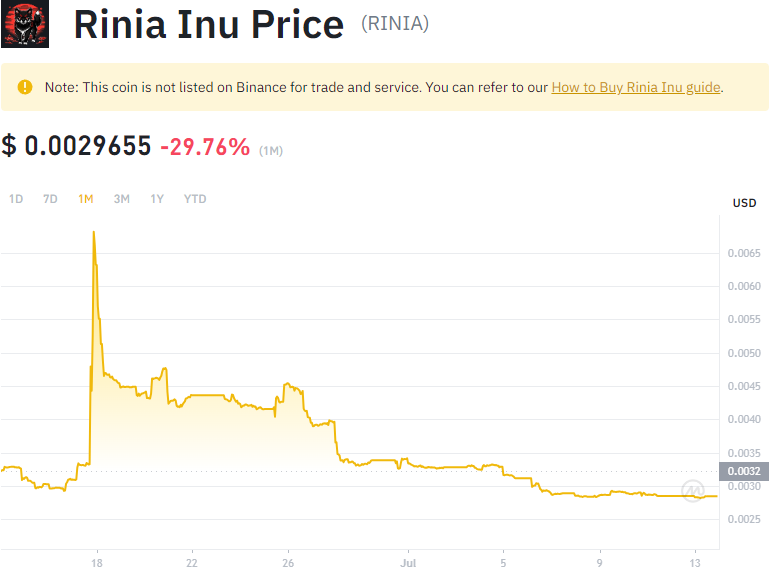 Rinia Inu Price (RINIA)
Note: This coin is not listed on Binance for trade and service. You can refer to our How to Buy Rinia Inu guide.
$ 0.0029655 -29.76% (1M)
1D 7D 1M 3M 1Y YTD
USD
0.0065
0.0060
0.0055
0.0050
0.0045
0.0040
0.0035
0.0032
0.0030
0.0025
18 22 26 Jul 5 9 13